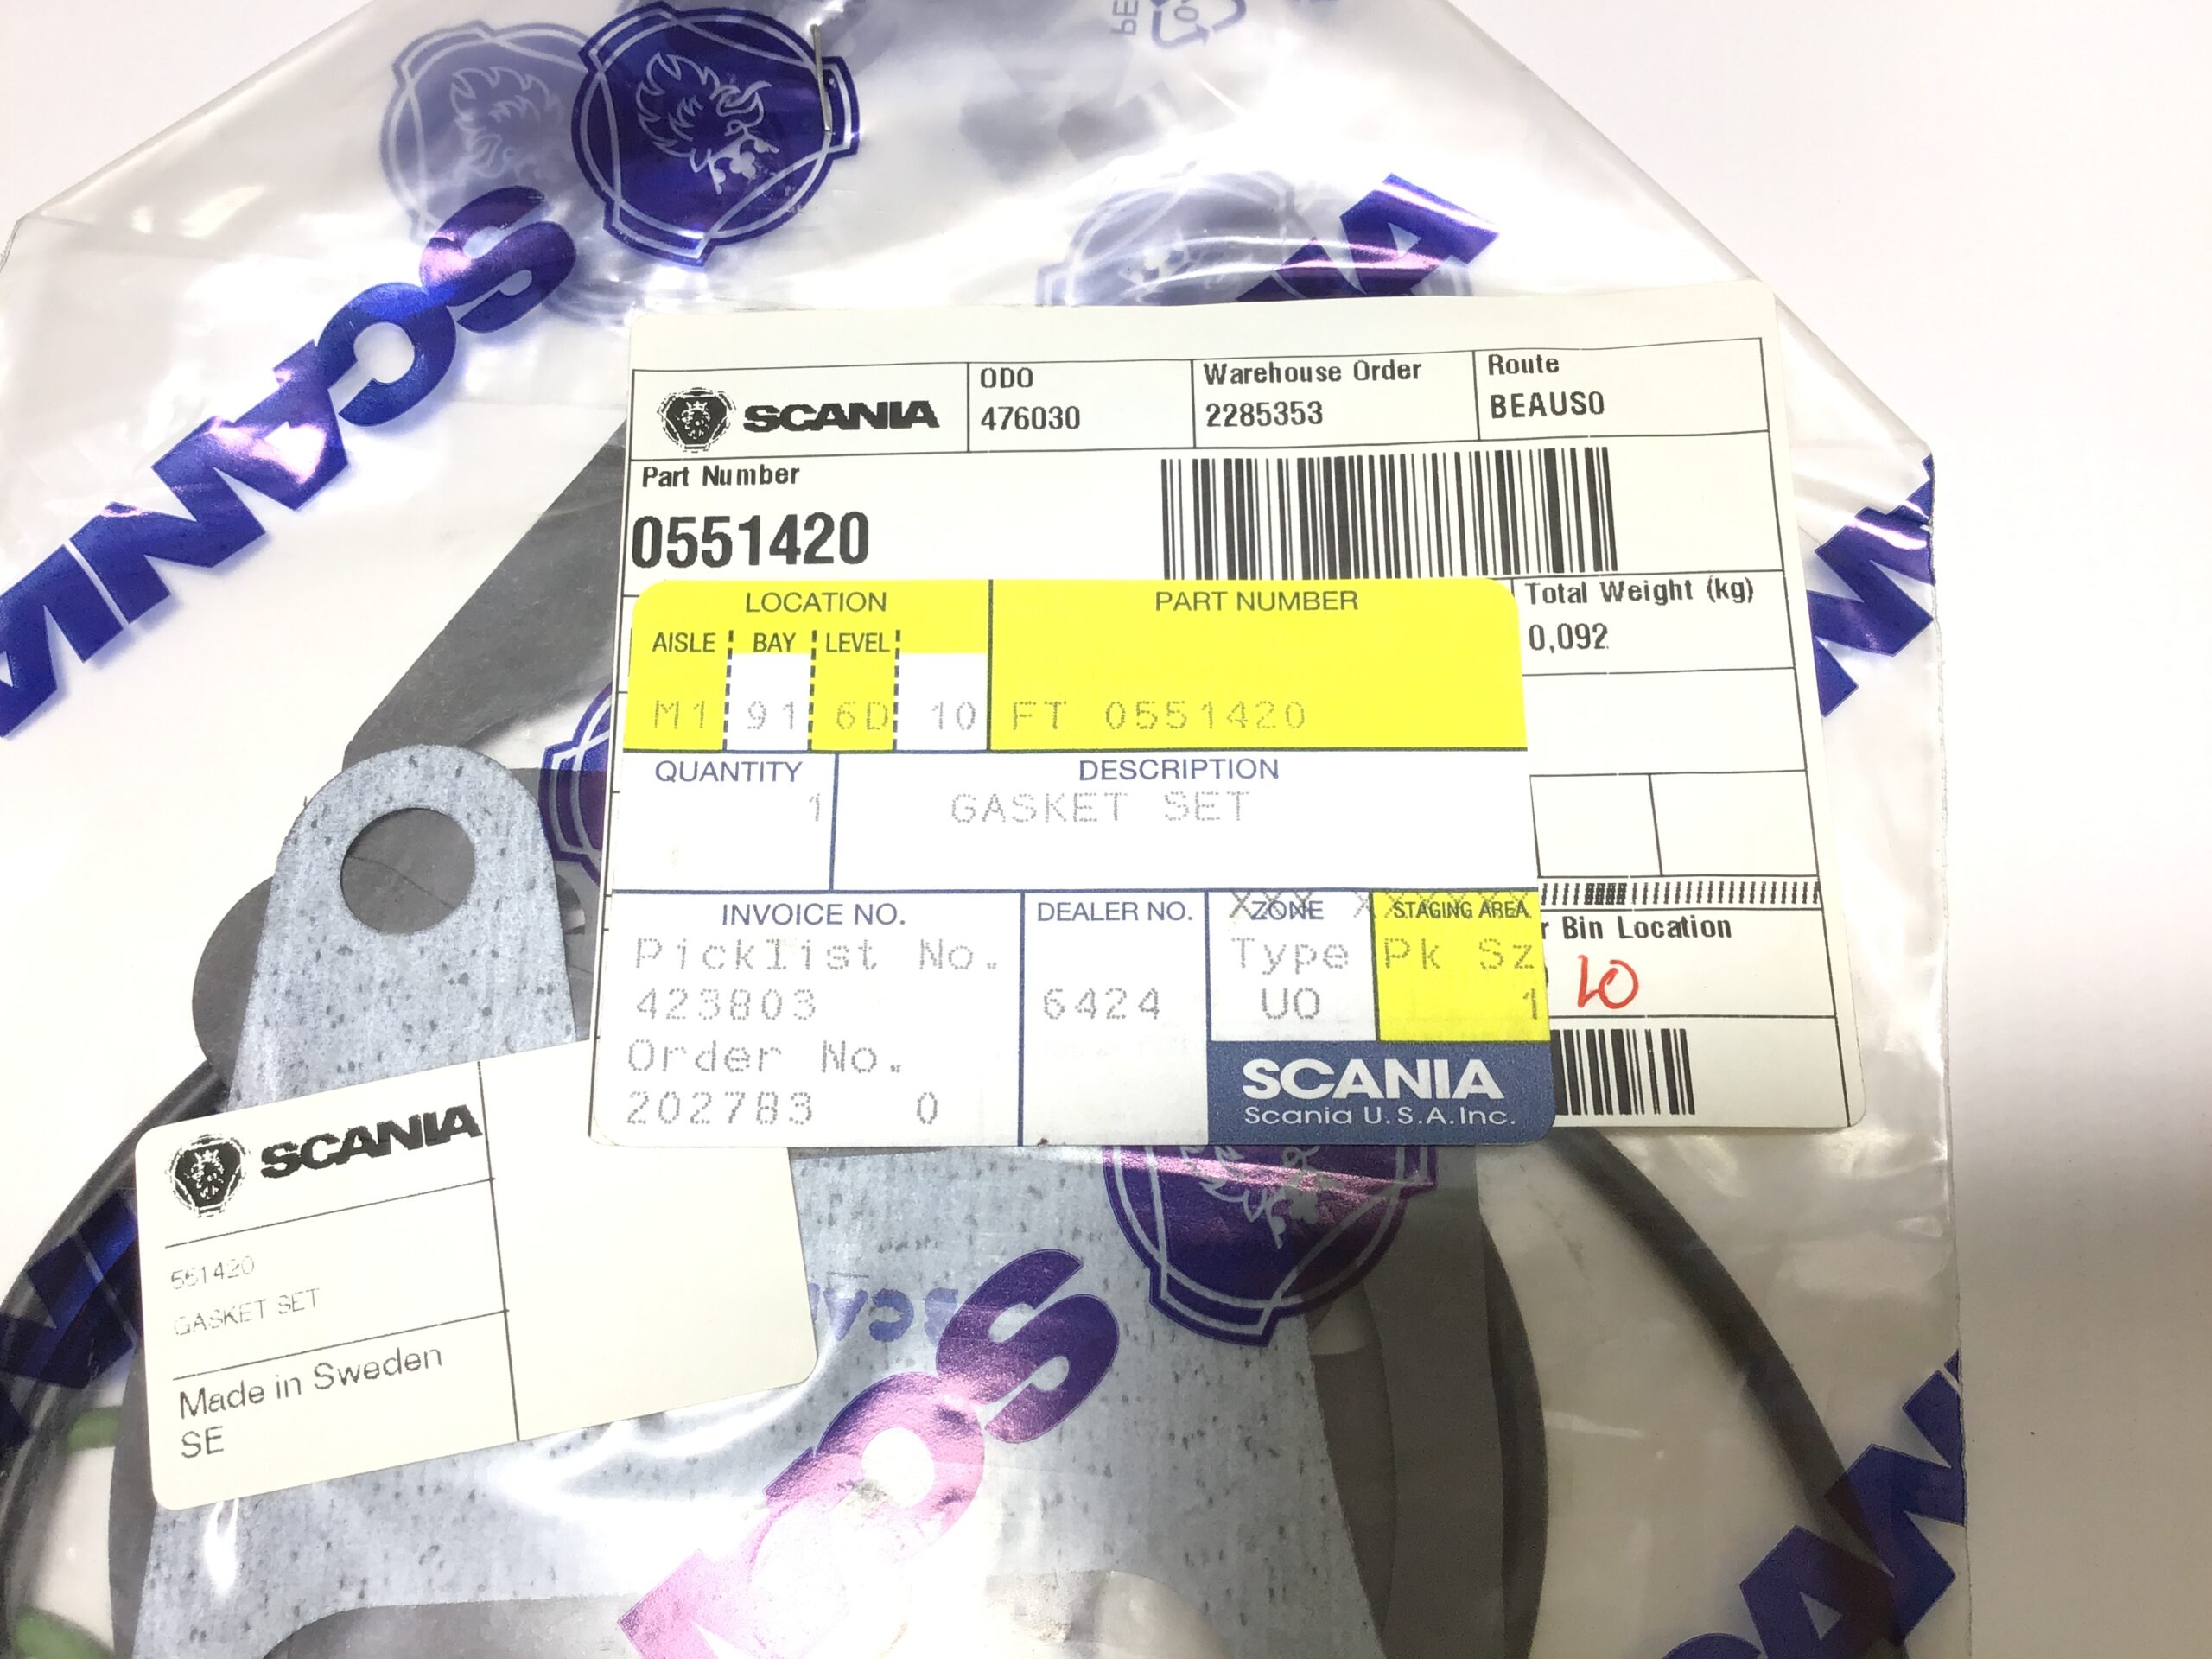 SCANIA
SCANIA
ODO
476030
Warehouse Order
2285353
Route
BEAUS0
Part Number
0551420
Total Weight (kg)
0,092
LOCATION
PART NUMBER
AISLE BAY LEVEL
M1 91 6D 10 FT 0551420
QUANTITY
DESCRIPTION
1 GASKET SET
INVOICE NO.
DEALER NO.
ZONE
STAGING AREA
Picklist No.
Type
Pk Sz
423803
6424
UO
1
Order No.
202783 0
SCANIA
Scania U.S.A. Inc.
Bin Location
SCANIA
551420
GASKET SET
Made in Sweden
SE